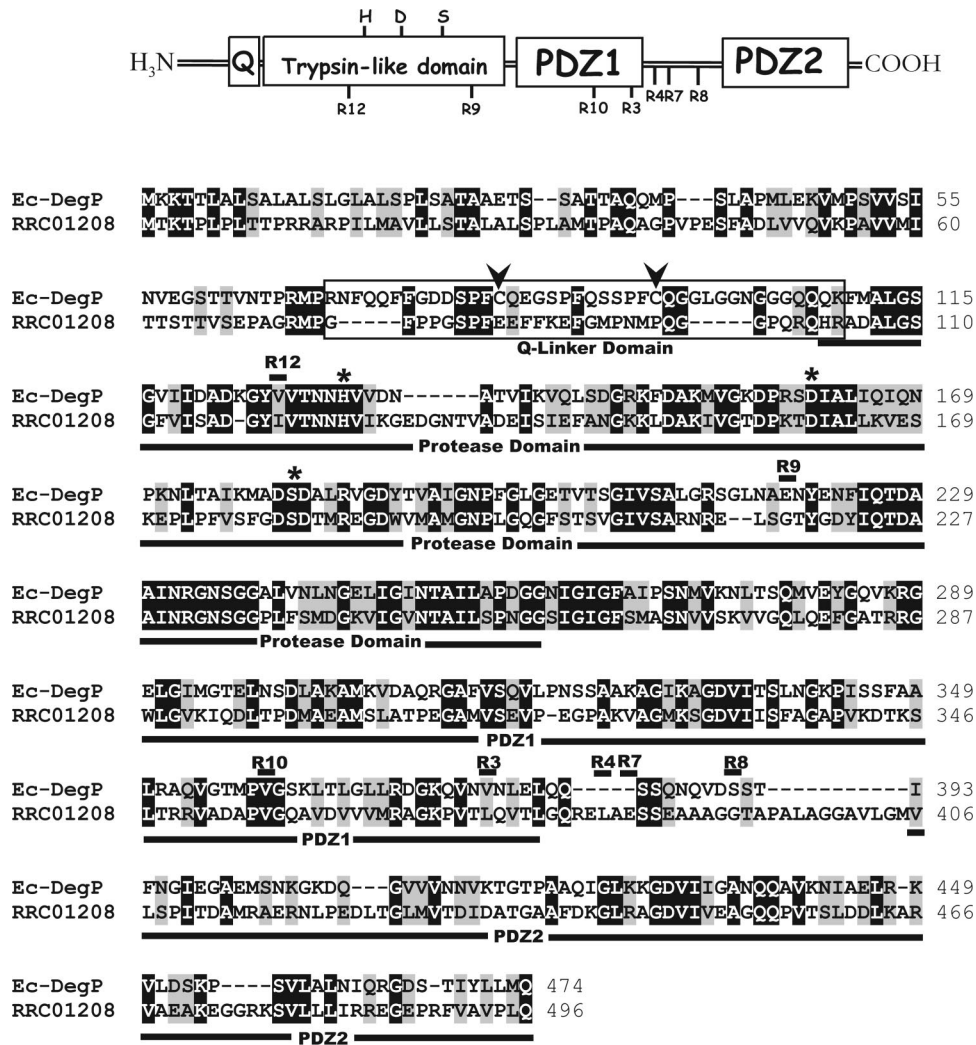 H D S
H3N Q Trypsin-like domain PDZ1 PDZ2 COOH
R12 R9 R10 R3 R4 R7 R8
Ec-DegP MKKTTLALSALALSLGLALSPLSATAAETS--SATTAQQMP---SLAPMLEKVMPSVVSI 55
RRC01208 MTKTPLPLTTPRRARPILMAVLLSTALALSPLAMTPAQAGPVPESFADLVVQVKPAVVMI 60
Ec-DegP NVEGSTTVNTPRMPRNFQQFFGDDSPFCQEGSPFQSSPFCQGGLGGNGGGQQQKFMALGS 115
RRC01208 TTSTTVSEPAGRMPG-----FPPGSPFEEFFKEFGMPNMPQG-----GPQRQHRADALGS 110
Q-Linker Domain
R12 * *
Ec-DegP GVIIDADKGYVVTNNHVVDN------ATVIKVQLSDGRKFDAKMVGKDPRSDIALIQIQN 169
RRC01208 GFVISAD-GYIVTNNHVIKGEDGNTVADEISIEFANGKKLDAKIVGTDPKTDIALLKVES 169
Protease Domain
* R9
Ec-DegP PKNLTAIKMADSDALRVGDYTVAIGNPFGLGETVTSGIVSALGRSGLNAENYENFIQTDA 229
RRC01208 KEPLPFVSFGDSDTMREGDWVMAMGNPLGQGFSTSVGIVSARNRE--LSGTYGDYIQTDA 227
Protease Domain
Ec-DegP AINRGNSGGALVNLNGELIGINTAILAPDGGNIGIGFAIPSNMVKNLTSQMVEYGQVKRG 289
RRC01208 AINRGNSGGPLFSMDGKVIGVNTAILSPNGGSIGIGFSMASNVVSKVVGQLQEFGATRRG 287
Protease Domain
Ec-DegP ELGIMGTELNSDLAKAMKVDAQRGAFVSQVLPNSSAAKAGIKAGDVITSLNGKPISSFAA 349
RRC01208 WLGVKIQDLTPDMAEAMSLATPEGAMVSEVP-EGPAKVAGMKSGDVIISFAGAPVKDTKS 346
PDZ1
R10 R3 R4 R7 R8
Ec-DegP LRAQVGTMPVGSKLTLGLLRDGKQVNVNLELQQ-----SSQNQVDSST-----------I 393
RRC01208 LTRRVADAPVGQAVDVVVMRAGKPVTLQVTLGQRELAESSEAAAGGTAPALAGGAVLGMV 406
PDZ1
Ec-DegP FNGIEGAEMSNKGKDQ---GVVVNNVKTGTPAAQIGLKKGDVIIGANQQAVKNIAELR-K 449
RRC01208 LSPITDAMRAERNLPEDLTGLMVTDIDATGAAFDKGLRAGDVIVEAGQQPVTSLDDLKAR 466
PDZ2
Ec-DegP VLDSKP----SVLALNIQRGDS-TIYLLMQ 474
RRC01208 VAEAKEGGRKSVLLLIRREGEPRFVAVPLQ 496
PDZ2